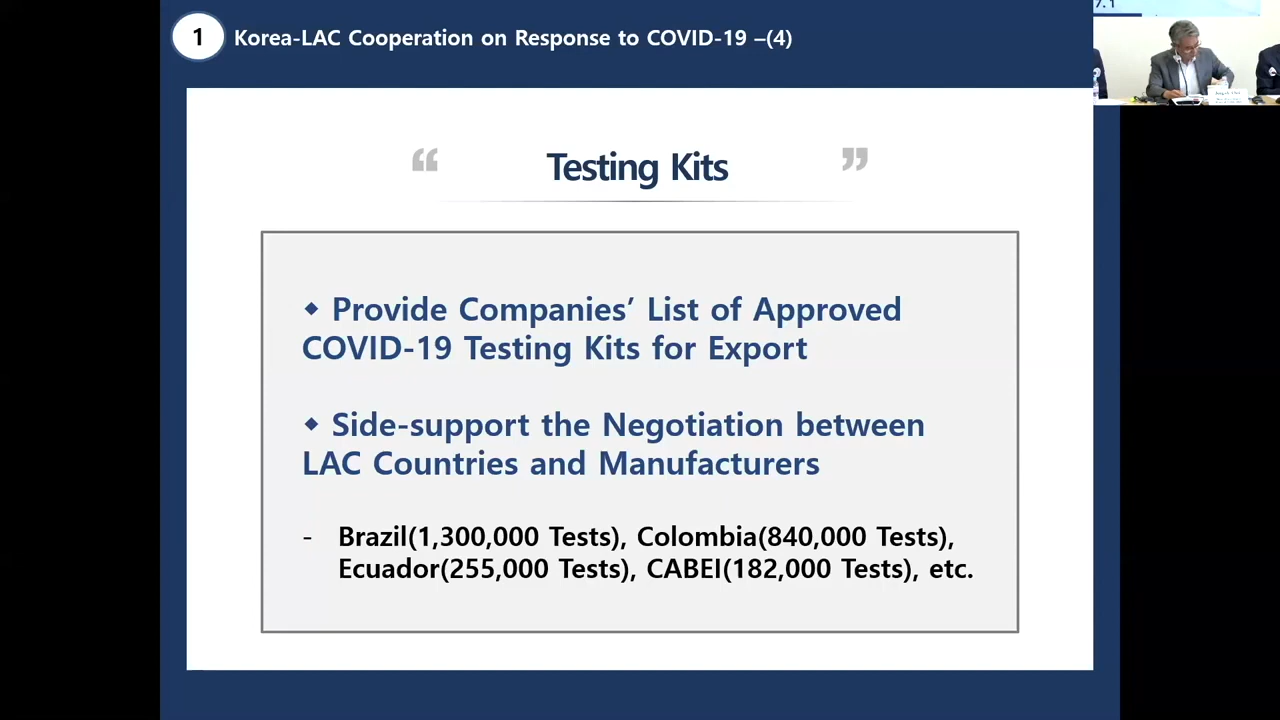 7.1
1
Korea-LAC Cooperation on Response to COVID-19 –(4)
“ Testing Kits ”
◆ Provide Companies’ List of Approved
COVID-19 Testing Kits for Export
◆ Side-support the Negotiation between
LAC Countries and Manufacturers
- Brazil(1,300,000 Tests), Colombia(840,000 Tests),
Ecuador(255,000 Tests), CABEI(182,000 Tests), etc.